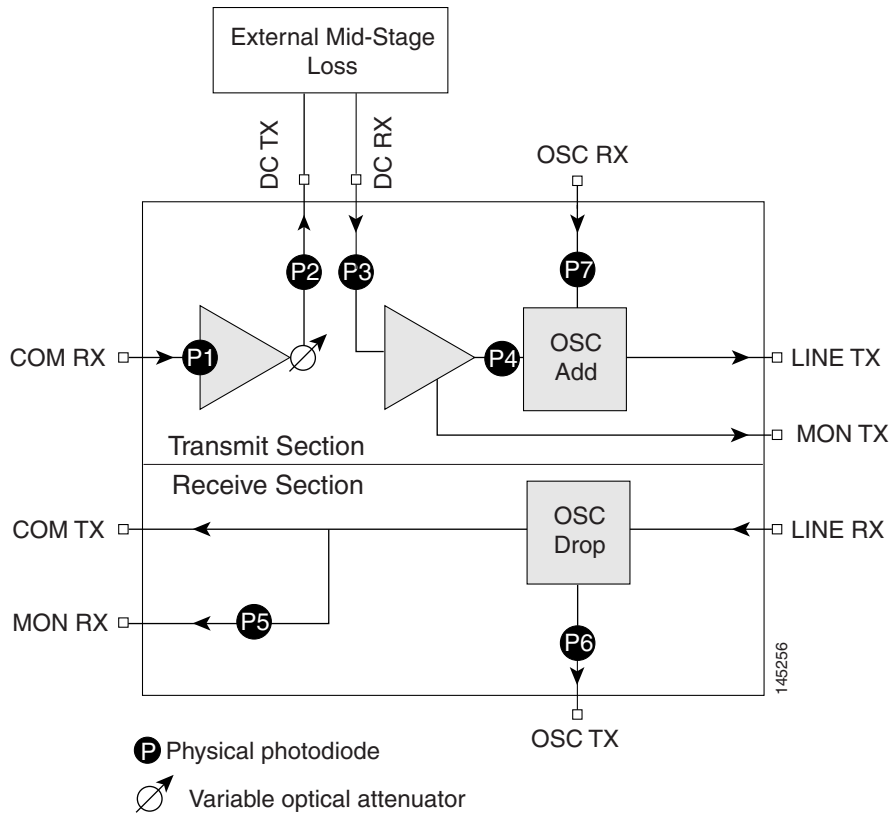 External Mid-Stage
Loss
DC TX
DC RX
OSC RX
P2
P3
P7
COM RX
P1
P4
OSC
Add
LINE TX
MON TX
Transmit Section
Receive Section
COM TX
OSC
Drop
LINE RX
MON RX
P5
P6
145256
OSC TX
P Physical photodiode
Variable optical attenuator